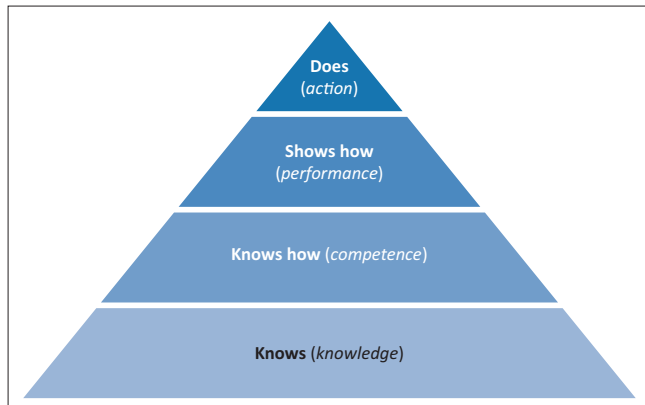 Does
(action)
Shows how
(performance)
Knows how (competence)
Knows (knowledge)